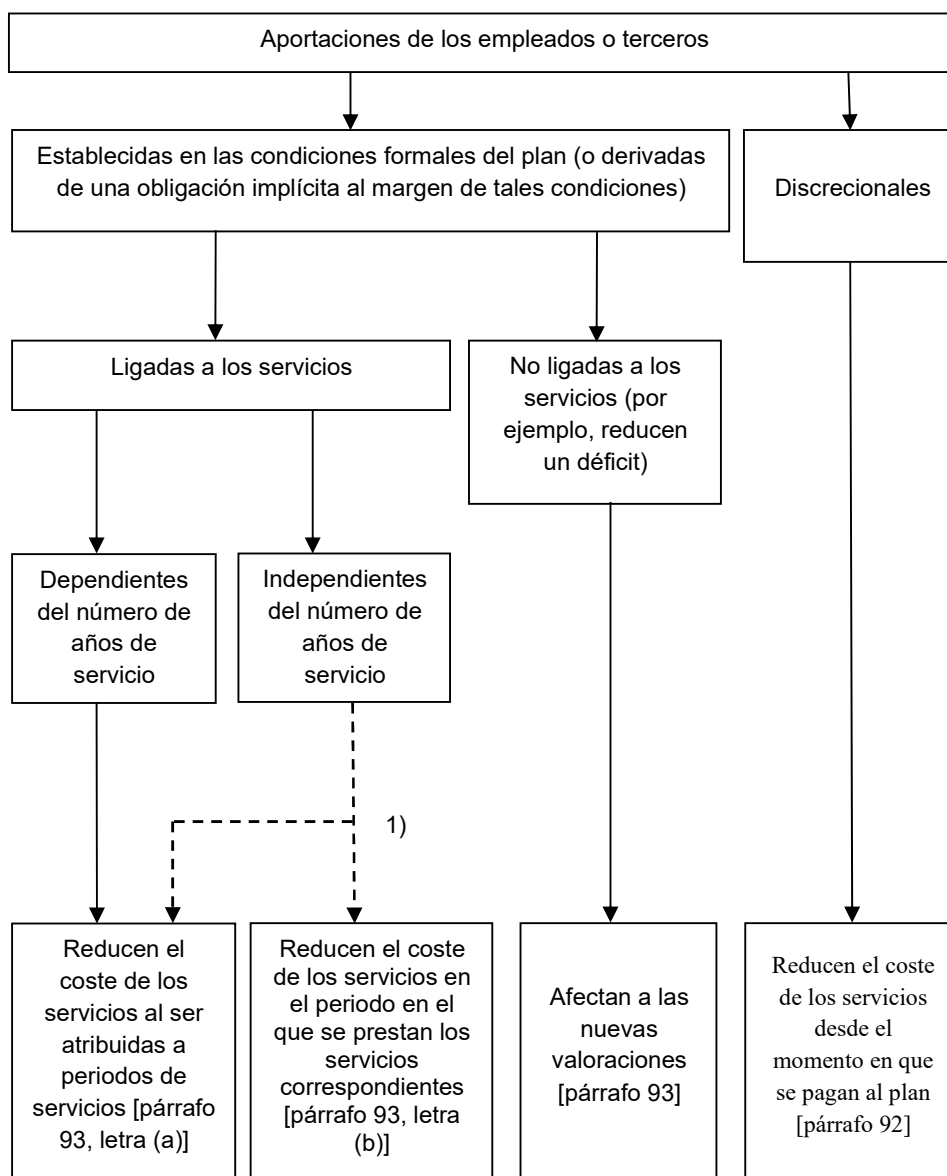 Aportaciones de los empleados o terceros
Establecidas en las condiciones formales del plan (o derivadas
de una obligación implícita al margen de tales condiciones)
Discrecionales
Ligadas a los servicios
No ligadas a los
servicios (por
ejemplo, reducen
un déficit)
Dependientes
del número de
años de
servicio
Independientes
del número de
años de
servicio
1)
Reducen el
coste de los
servicios al ser
atribuidas a
periodos de
servicios [párrafo
93, letra (a)]
Reducen el coste
de los servicios en
el periodo en el
que se prestan los
servicios
correspondientes
[párrafo 93, letra
(b)]
Afectan a las
nuevas
valoraciones
[párrafo 93]
Reducen el coste
de los servicios
desde el
momento en que
se pagan al plan
[párrafo 92]